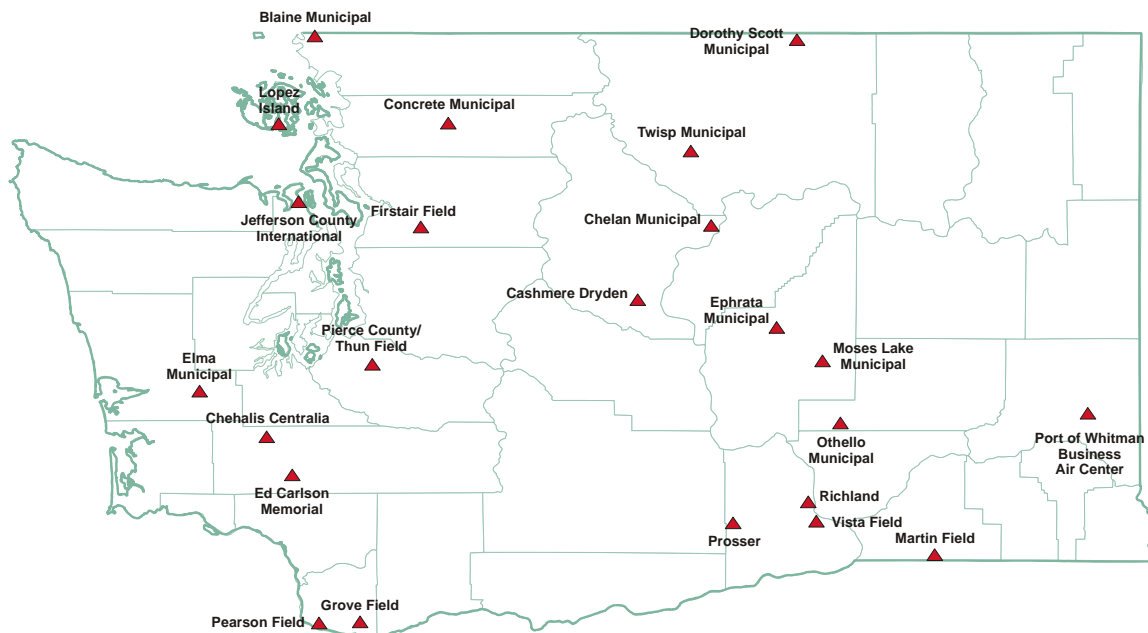 Blaine Municipal
Dorothy Scott
Municipal
Lopez
Island
Concrete Municipal
Twisp Municipal
Jefferson County
International
Firstair Field
Chelan Municipal
Cashmere Dryden
Ephrata
Municipal
Pierce County/
Thun Field
Moses Lake
Municipal
Elma
Municipal
Chehalis Centralia
Othello
Municipal
Port of Whitman
Business
Air Center
Ed Carlson
Memorial
Richland
Vista Field
Prosser
Martin Field
Grove Field
Pearson Field